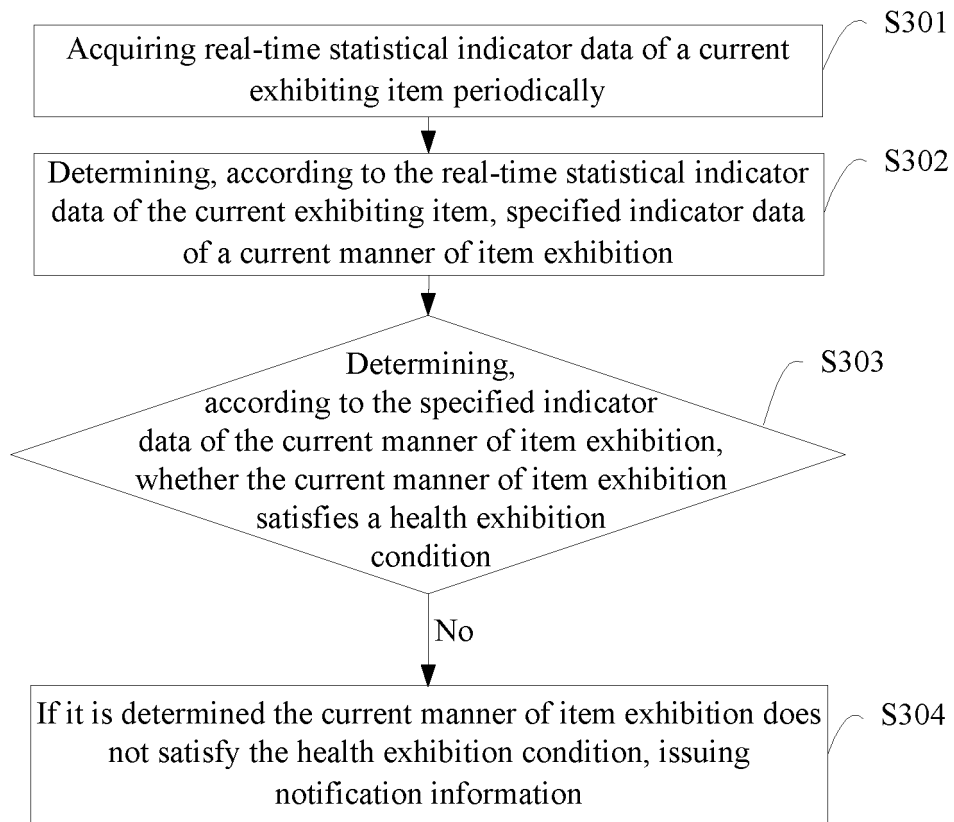 S301
Acquiring real-time statistical indicator data of a current
exhibiting item periodically
S302
Determining, according to the real-time statistical indicator
data of the current exhibiting item, specified indicator data
of a current manner of item exhibition
S303
Determining,
according to the specified indicator
data of the current manner of item exhibition,
whether the current manner of item exhibition
satisfies a health exhibition
condition
No
If it is determined the current manner of item exhibition does
not satisfy the health exhibition condition, issuing
notification information
S304